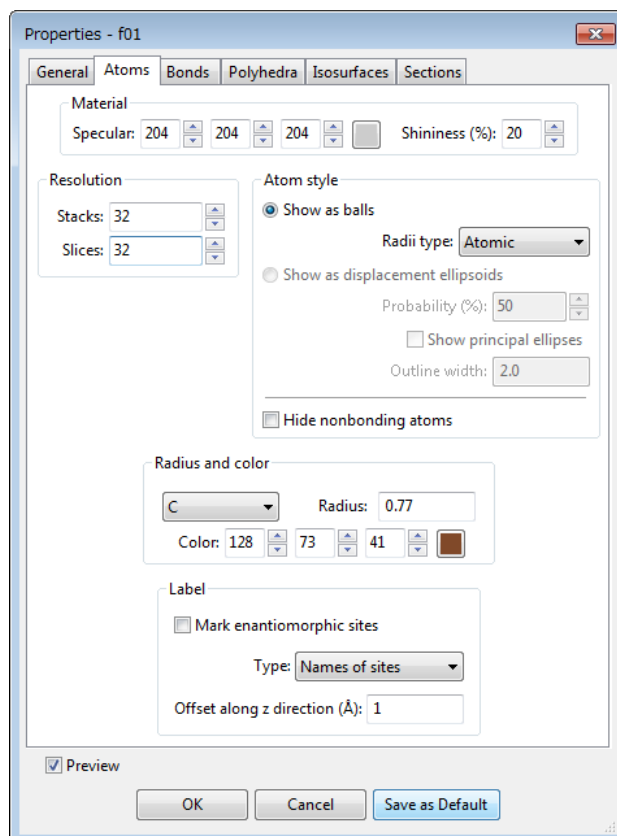 Properties - f01
General Atoms Bonds Polyhedra Isosurfaces Sections
Material
Specular: 204 204 204 Shininess (%): 20
Resolution
Stacks: 32
Slices: 32
Atom style
Show as balls
Radii type: Atomic
Show as displacement ellipsoids
Probability (%): 50
Show principal ellipses
Outline width: 2.0
Hide nonbonding atoms
Radius and color
C Radius: 0.77
Color: 128 73 41
Label
Mark enantiomorphic sites
Type: Names of sites
Offset along z direction (Å): 1
Preview
OK Cancel Save as Default